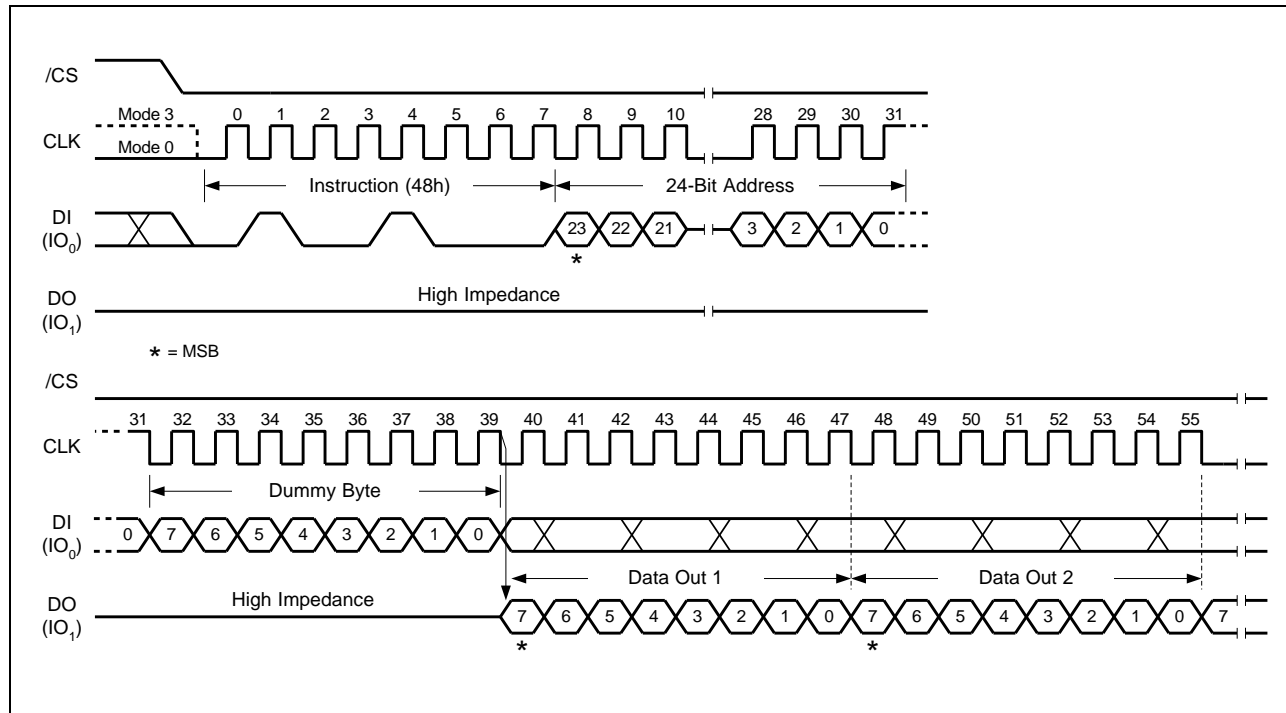 /CS
Mode 3 0 1 2 3 4 5 6 7 8 9 10 28 29 30 31
CLK
Mode 0
Instruction (48h) 24-Bit Address
DI
(IO0) 23 22 21 3 2 1 0
*
High Impedance
DO
(IO1)
* = MSB
/CS
31 32 33 34 35 36 37 38 39 40 41 42 43 44 45 46 47 48 49 50 51 52 53 54 55
CLK
Dummy Byte
DI
(IO0) 0 7 6 5 4 3 2 1 0
Data Out 1 Data Out 2
High Impedance
DO
(IO1) 7 6 5 4 3 2 1 0 7 6 5 4 3 2 1 0 7
* *